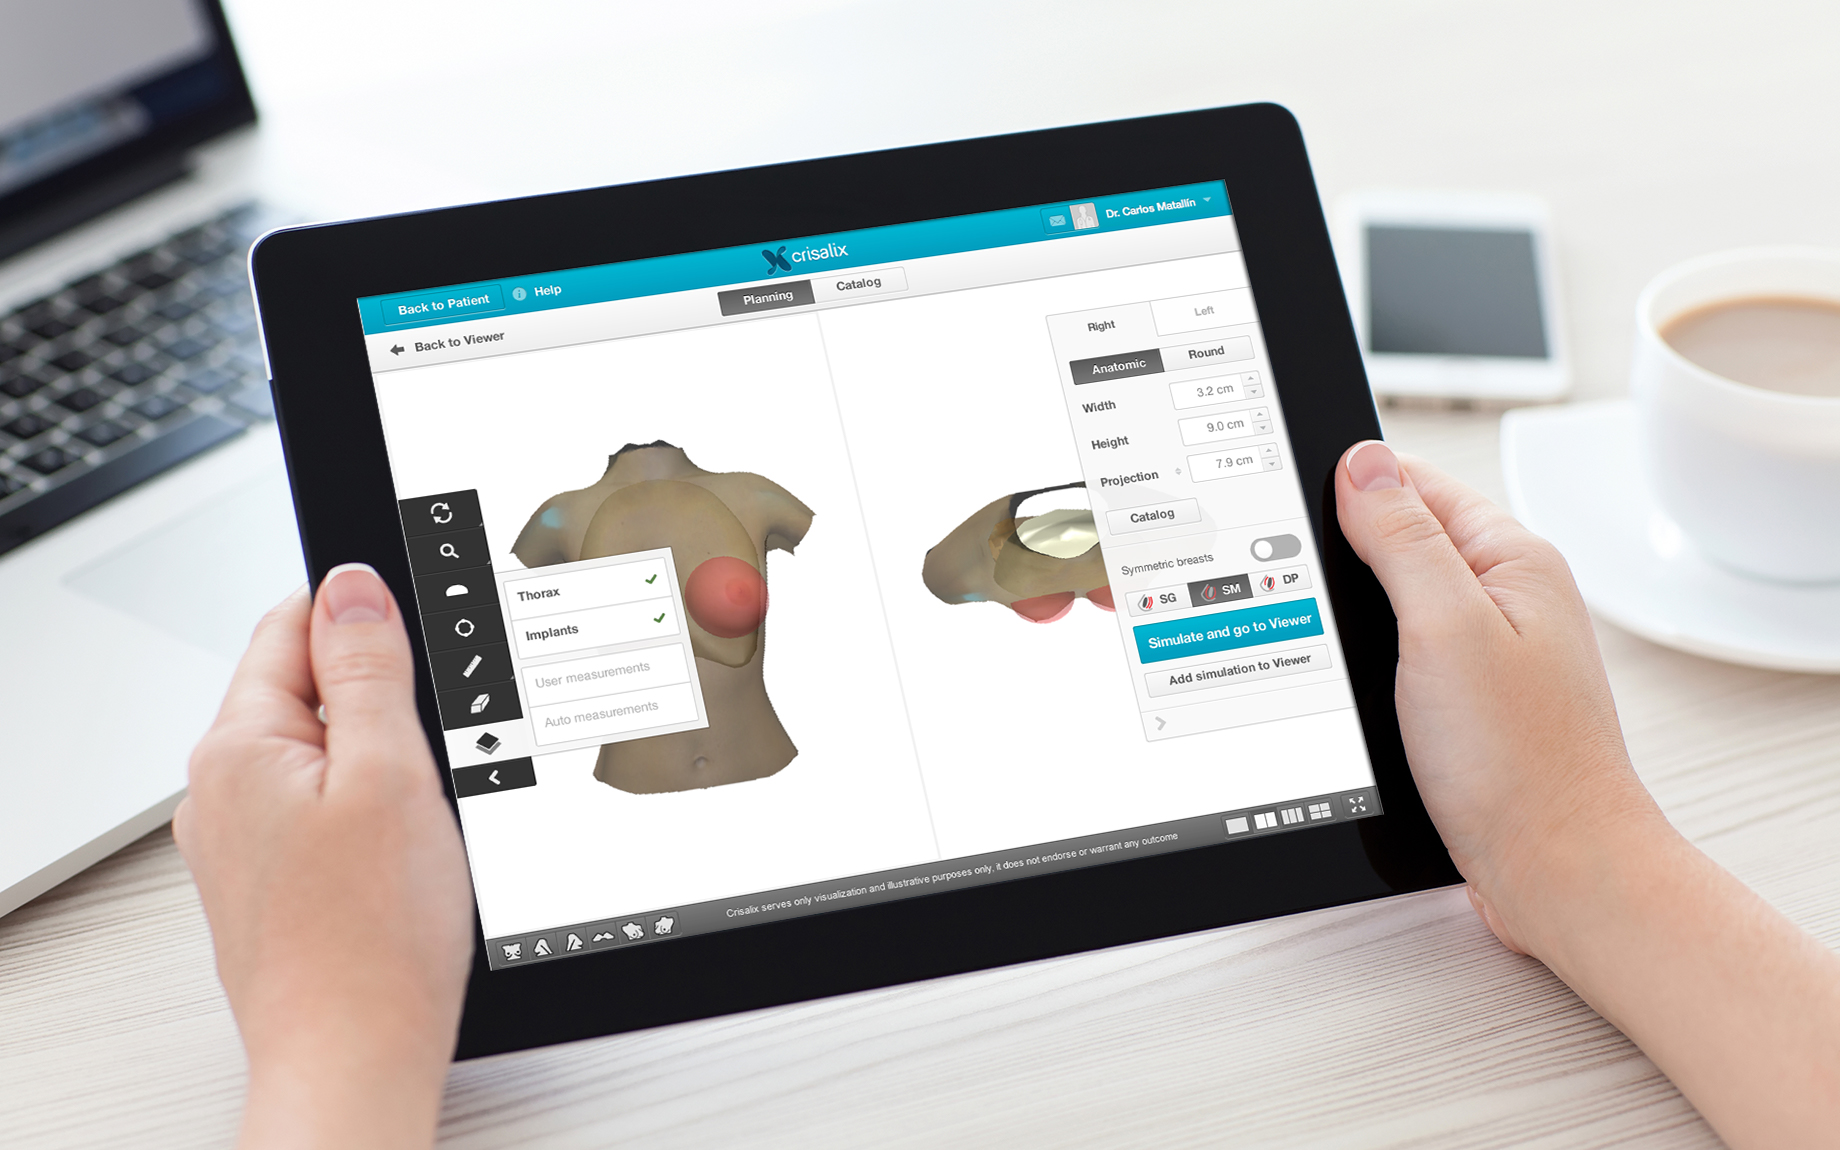 Dr. Carlos Matallín
crisalix
Back to Patient
Help
Planning
Catalog
Back to Viewer
Right
Left
Anatomic
Round
Width
3.2 cm
Height
9.0 cm
Projection
7.9 cm
Catalog
Symmetric breasts
SG
SM
DP
Simulate and go to Viewer
Add simulation to Viewer
Thorax
Implants
User measurements
Auto measurements
Crisalix serves only visualization and illustrative purposes only, it does not endorse or warrant any outcome